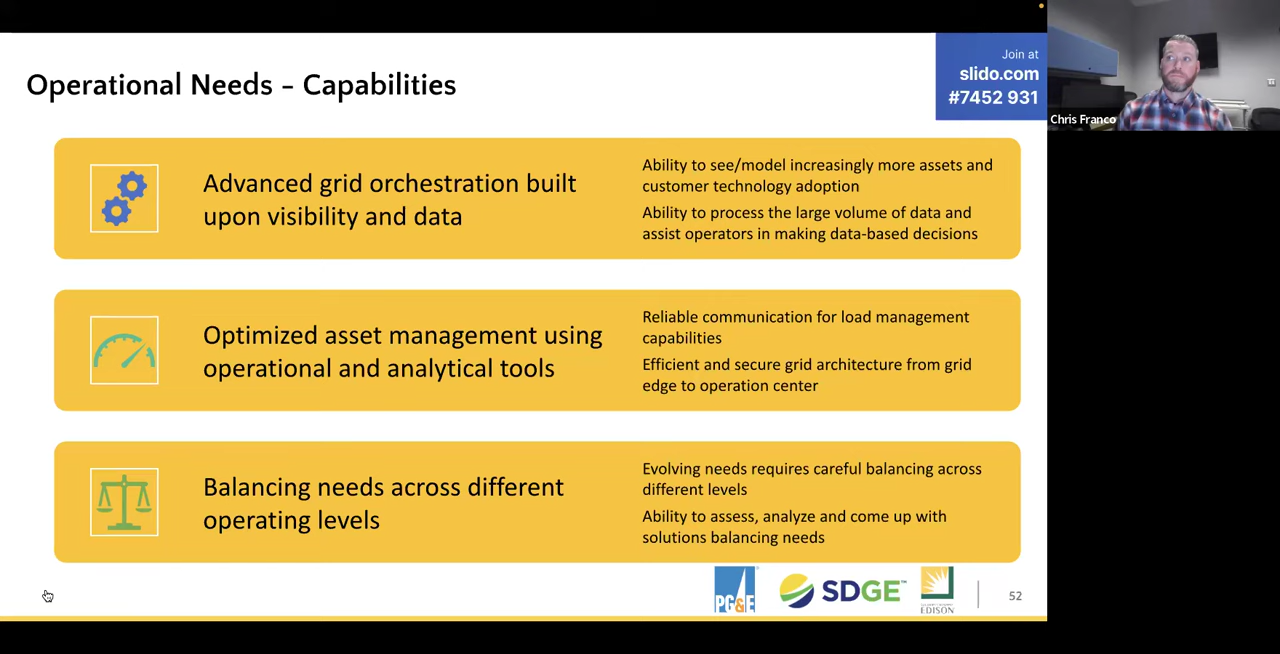 Operational Needs – Capabilities
Join at
slido.com
#7452 931
Chris Franco
Advanced grid orchestration built
upon visibility and data
Ability to see/model increasingly more assets and
customer technology adoption
Ability to process the large volume of data and
assist operators in making data-based decisions
Optimized asset management using
operational and analytical tools
Reliable communication for load management
capabilities
Efficient and secure grid architecture from grid
edge to operation center
Balancing needs across different
operating levels
Evolving needs requires careful balancing across
different levels
Ability to assess, analyze and come up with
solutions balancing needs
PG&E
SDGE™
EDISON
52